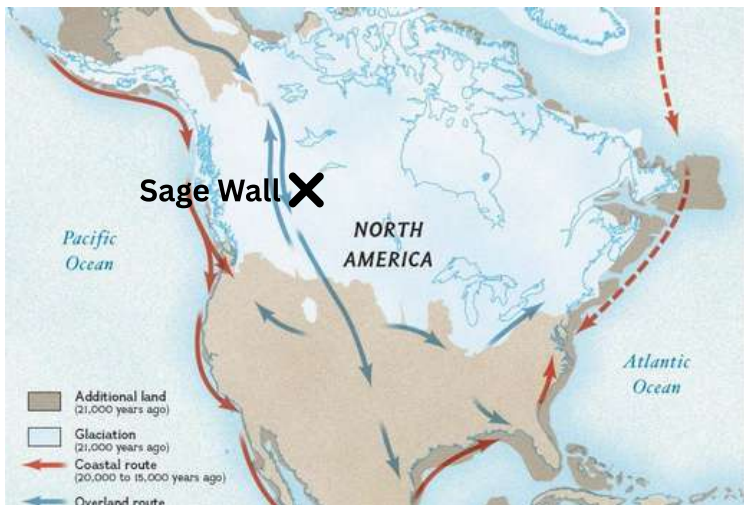 Sage Wall
NORTH
AMERICA
Pacific
Ocean
Atlantic
Ocean
Additional land
(21,000 years ago)
Glaciation
(21,000 years ago)
Coastal route
(20,000 to 15,000 years ago)
Overland route